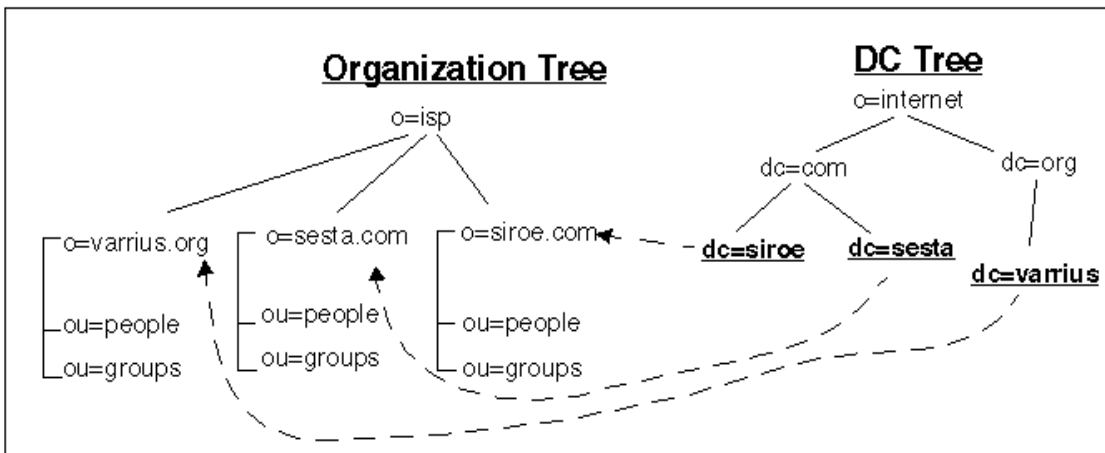 Organization Tree
o=isp
o=varrius.org
ou=people
ou=groups
o=sesta.com
ou=people
ou=groups
o=siroe.com
ou=people
ou=groups
DC Tree
o=internet
dc=com
dc=org
dc=siroe
dc=sesta
dc=varrius